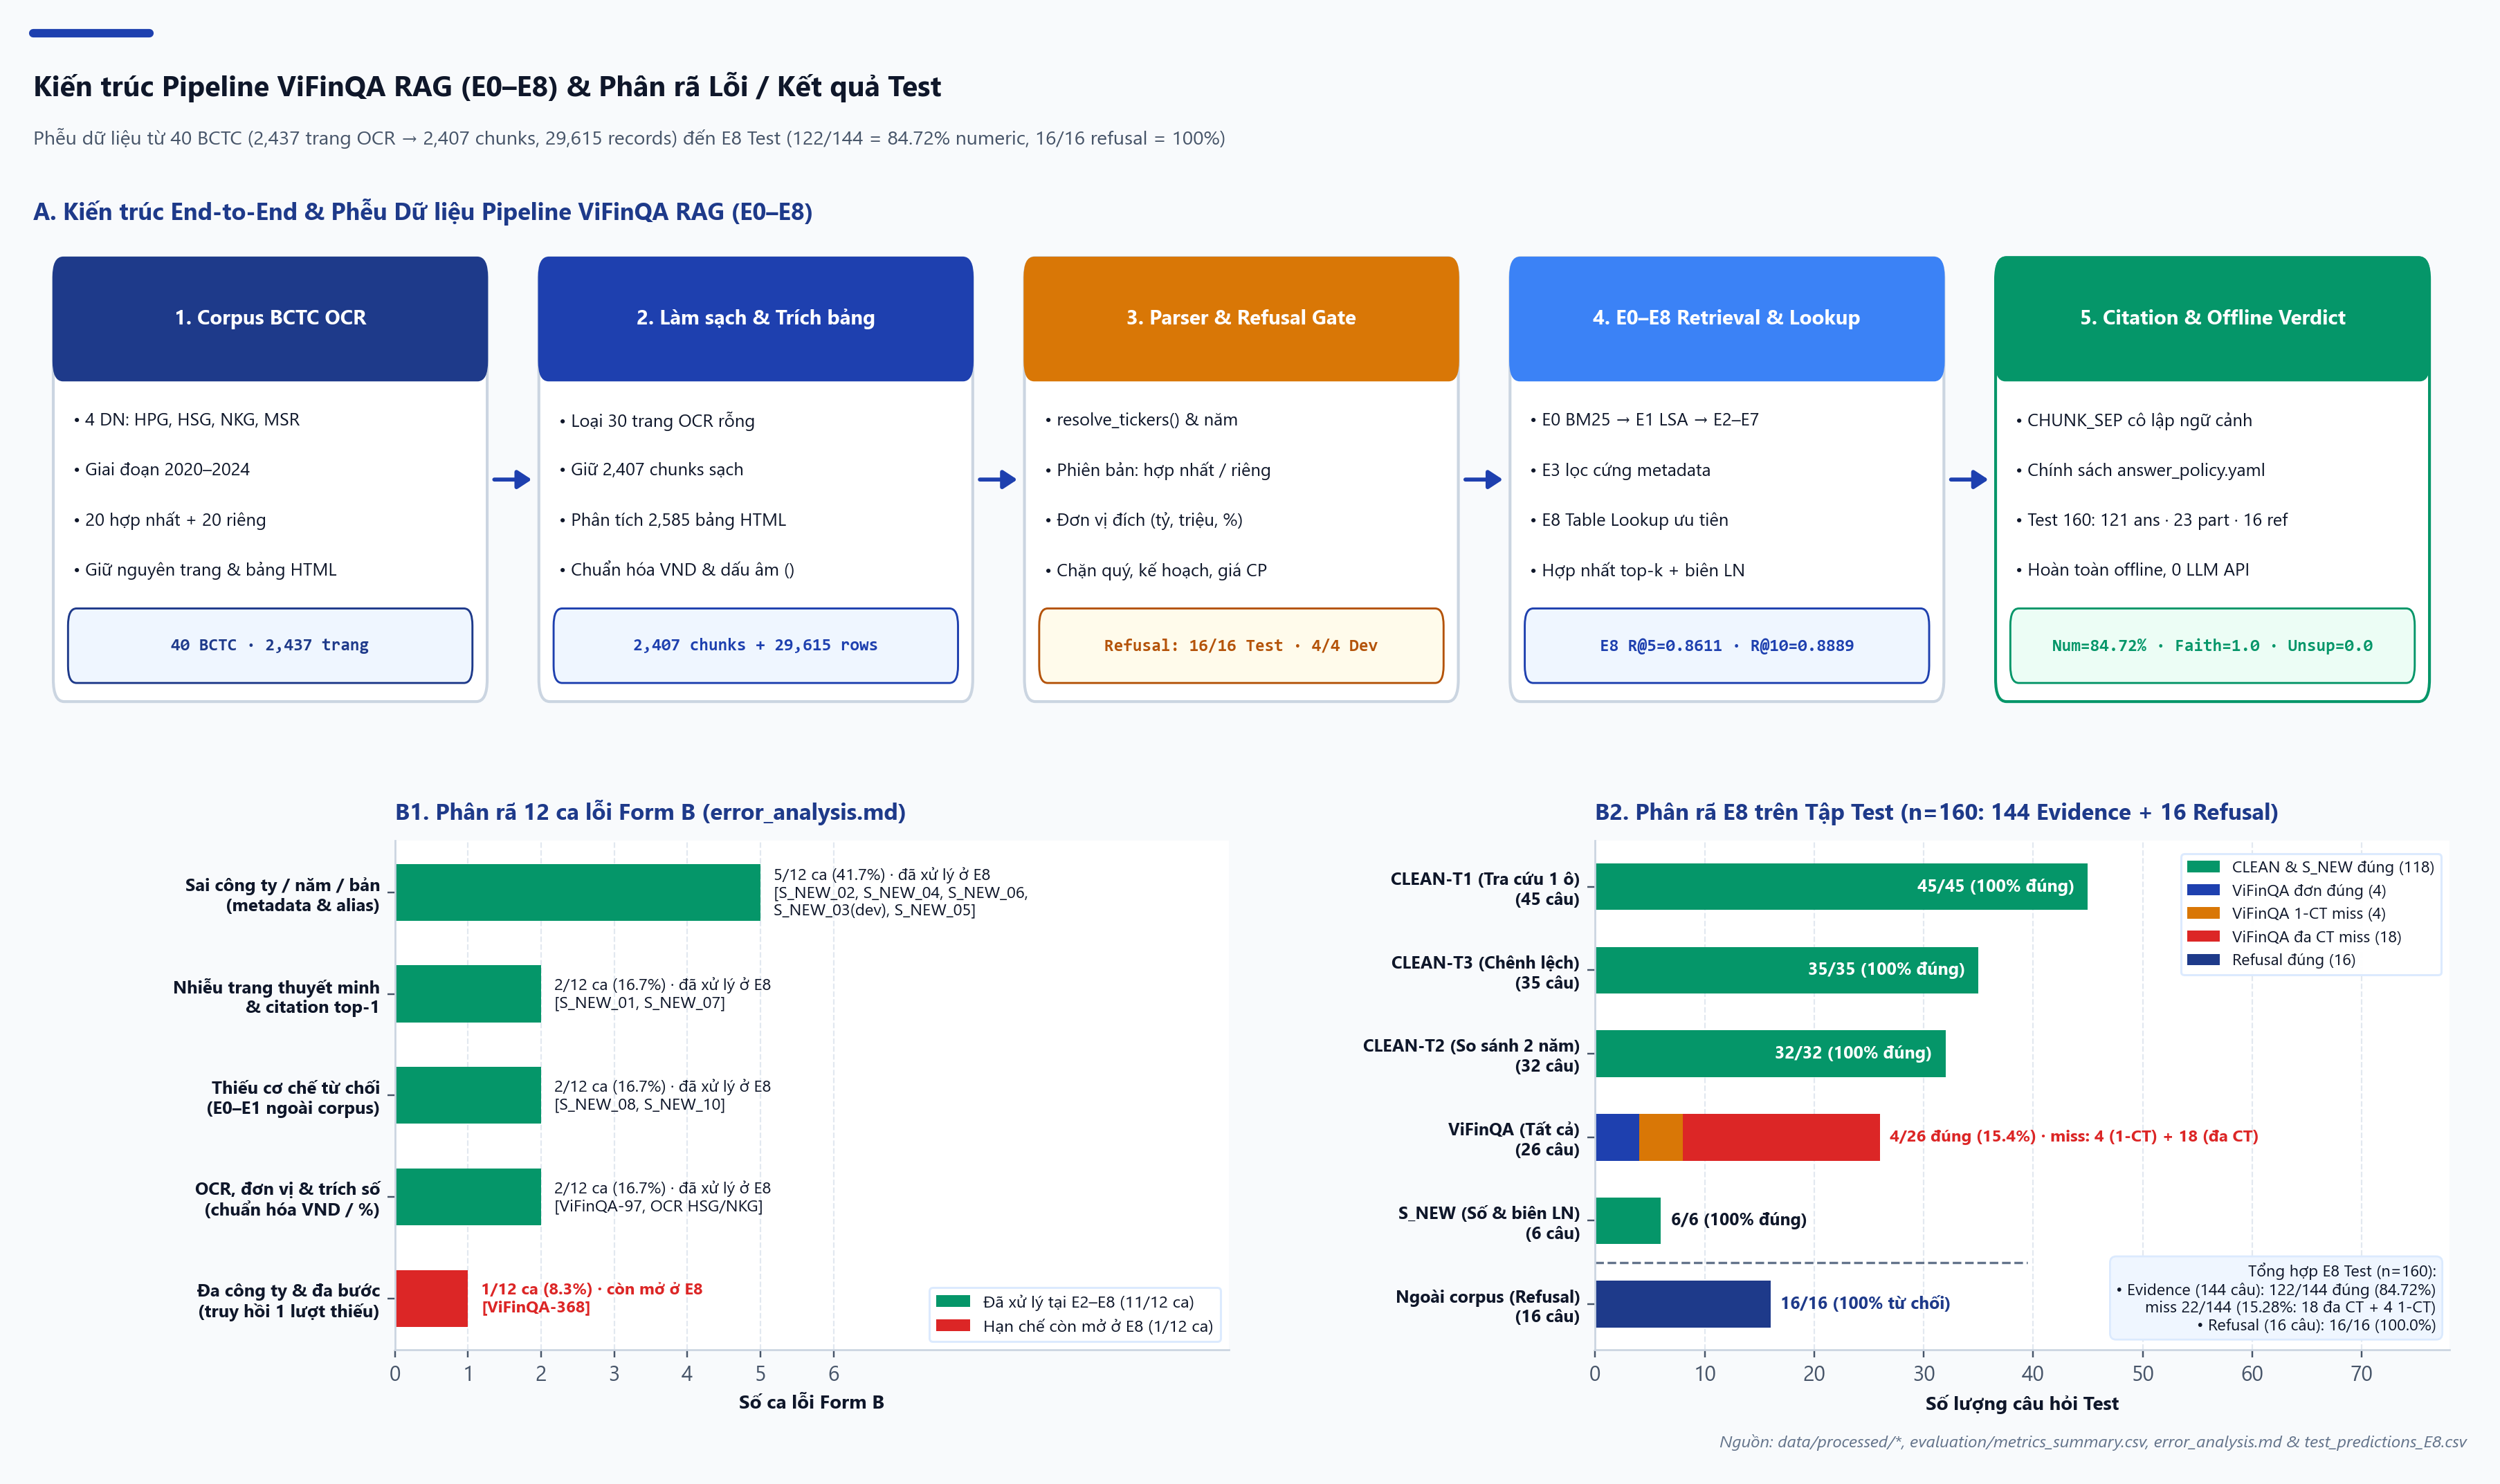 Kiến trúc Pipeline ViFinQA RAG (E0–E8) & Phân rã Lỗi / Kết quả Test
Phễu dữ liệu từ 40 BCTC (2,437 trang OCR → 2,407 chunks, 29,615 records) đến E8 Test (122/144 = 84.72% numeric, 16/16 refusal = 100%)
A. Kiến trúc End-to-End & Phễu Dữ liệu Pipeline ViFinQA RAG (E0–E8)
1. Corpus BCTC OCR
• 4 DN: HPG, HSG, NKG, MSR
• Giai đoạn 2020–2024
• 20 hợp nhất + 20 riêng
• Giữ nguyên trang & bảng HTML
40 BCTC · 2,437 trang
2. Làm sạch & Trích bảng
• Loại 30 trang OCR rỗng
• Giữ 2,407 chunks sạch
• Phân tích 2,585 bảng HTML
• Chuẩn hóa VND & dấu âm ()
2,407 chunks + 29,615 rows
3. Parser & Refusal Gate
• resolve_tickers() & năm
• Phiên bản: hợp nhất / riêng
• Đơn vị đích (tỷ, triệu, %)
• Chặn quý, kế hoạch, giá CP
Refusal: 16/16 Test · 4/4 Dev
4. E0–E8 Retrieval & Lookup
• E0 BM25 → E1 LSA → E2–E7
• E3 lọc cứng metadata
• E8 Table Lookup ưu tiên
• Hợp nhất top-k + biên LN
E8 R@5=0.8611 · R@10=0.8889
5. Citation & Offline Verdict
• CHUNK_SEP cô lập ngữ cảnh
• Chính sách answer_policy.yaml
• Test 160: 121 ans · 23 part · 16 ref
• Hoàn toàn offline, 0 LLM API
Num=84.72% · Faith=1.0 · Unsup=0.0
B1. Phân rã 12 ca lỗi Form B (error_analysis.md)
Sai công ty / năm / bản
(metadata & alias)
5/12 ca (41.7%) · đã xử lý ở E8
[S_NEW_02, S_NEW_04, S_NEW_06,
S_NEW_03(dev), S_NEW_05]
Nhiễu trang thuyết minh
& citation top-1
2/12 ca (16.7%) · đã xử lý ở E8
[S_NEW_01, S_NEW_07]
Thiếu cơ chế từ chối
(E0–E1 ngoài corpus)
2/12 ca (16.7%) · đã xử lý ở E8
[S_NEW_08, S_NEW_10]
OCR, đơn vị & trích số
(chuẩn hóa VND / %)
2/12 ca (16.7%) · đã xử lý ở E8
[ViFinQA-97, OCR HSG/NKG]
Đa công ty & đa bước
(truy hồi 1 lượt thiếu)
1/12 ca (8.3%) · còn mở ở E8
[ViFinQA-368]
Đã xử lý tại E2–E8 (11/12 ca)
Hạn chế còn mở ở E8 (1/12 ca)
0 1 2 3 4 5 6
Số ca lỗi Form B
B2. Phân rã E8 trên Tập Test (n=160: 144 Evidence + 16 Refusal)
CLEAN-T1 (Tra cứu 1 ô)
(45 câu)
45/45 (100% đúng)
CLEAN-T3 (Chênh lệch)
(35 câu)
35/35 (100% đúng)
CLEAN-T2 (So sánh 2 năm)
(32 câu)
32/32 (100% đúng)
ViFinQA (Tất cả)
(26 câu)
4/26 đúng (15.4%) · miss: 4 (1-CT) + 18 (đa CT)
S_NEW (Số & biên LN)
(6 câu)
6/6 (100% đúng)
Ngoài corpus (Refusal)
(16 câu)
16/16 (100% từ chối)
CLEAN & S_NEW đúng (118)
ViFinQA đơn đúng (4)
ViFinQA 1-CT miss (4)
ViFinQA đa CT miss (18)
Refusal đúng (16)
Tổng hợp E8 Test (n=160):
• Evidence (144 câu): 122/144 đúng (84.72%)
miss 22/144 (15.28%: 18 đa CT + 4 1-CT)
• Refusal (16 câu): 16/16 (100.0%)
0 10 20 30 40 50 60 70
Số lượng câu hỏi Test
Nguồn: data/processed/*, evaluation/metrics_summary.csv, error_analysis.md & test_predictions_E8.csv